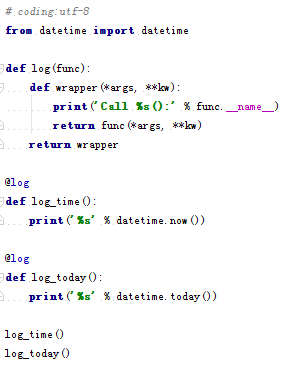 # coding:utf-8
from datetime import datetime
def log(func):
    def wrapper(*args, **kw):
        print('Call %s():' % func.__name__)
        return func(*args, **kw)
    return wrapper
@log
def log_time():
    print('%s' % datetime.now())
@log
def log_today():
    print('%s' % datetime.today())
log_time()
log_today()